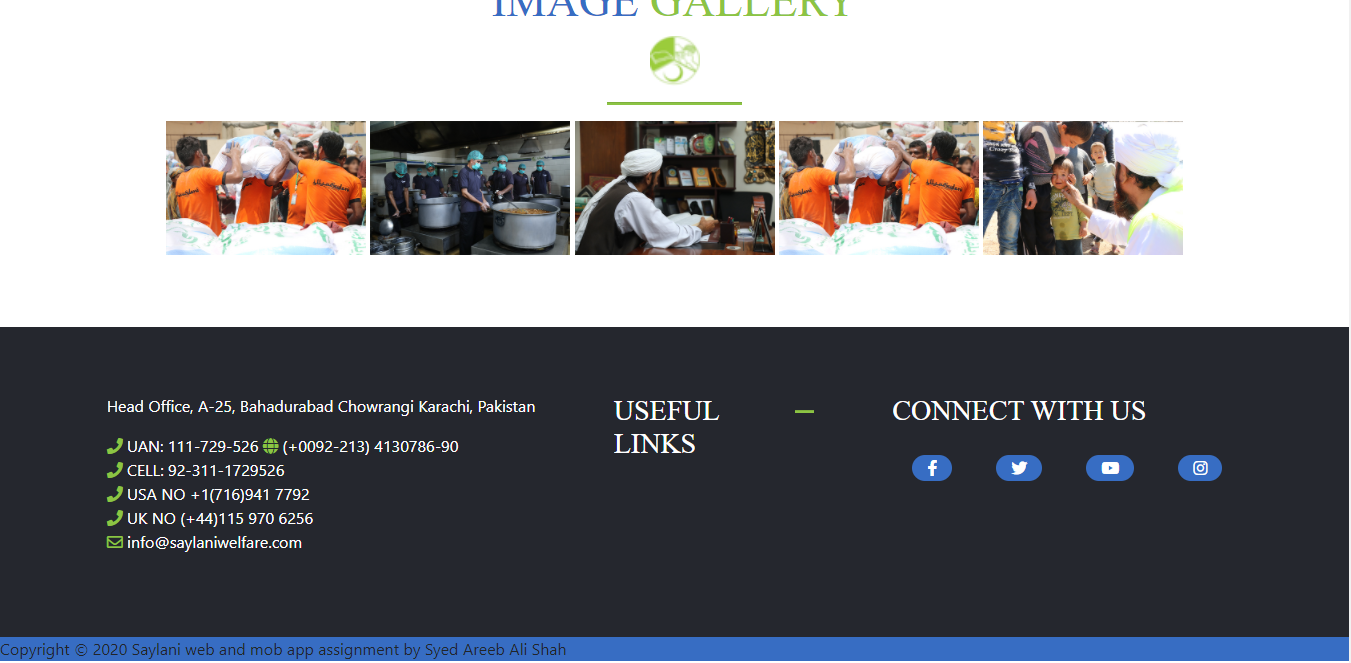 IMAGE GALLERY
Head Office, A-25, Bahadurabad Chowrangi Karachi, Pakistan
UAN: 111-729-526 (+0092-213) 4130786-90
CELL: 92-311-1729526
USA NO +1(716)941 7792
UK NO (+44)115 970 6256
info@saylaniwelfare.com
USEFUL
LINKS
CONNECT WITH US
Copyright © 2020 Saylani web and mob app assignment by Syed Areeb Ali Shah